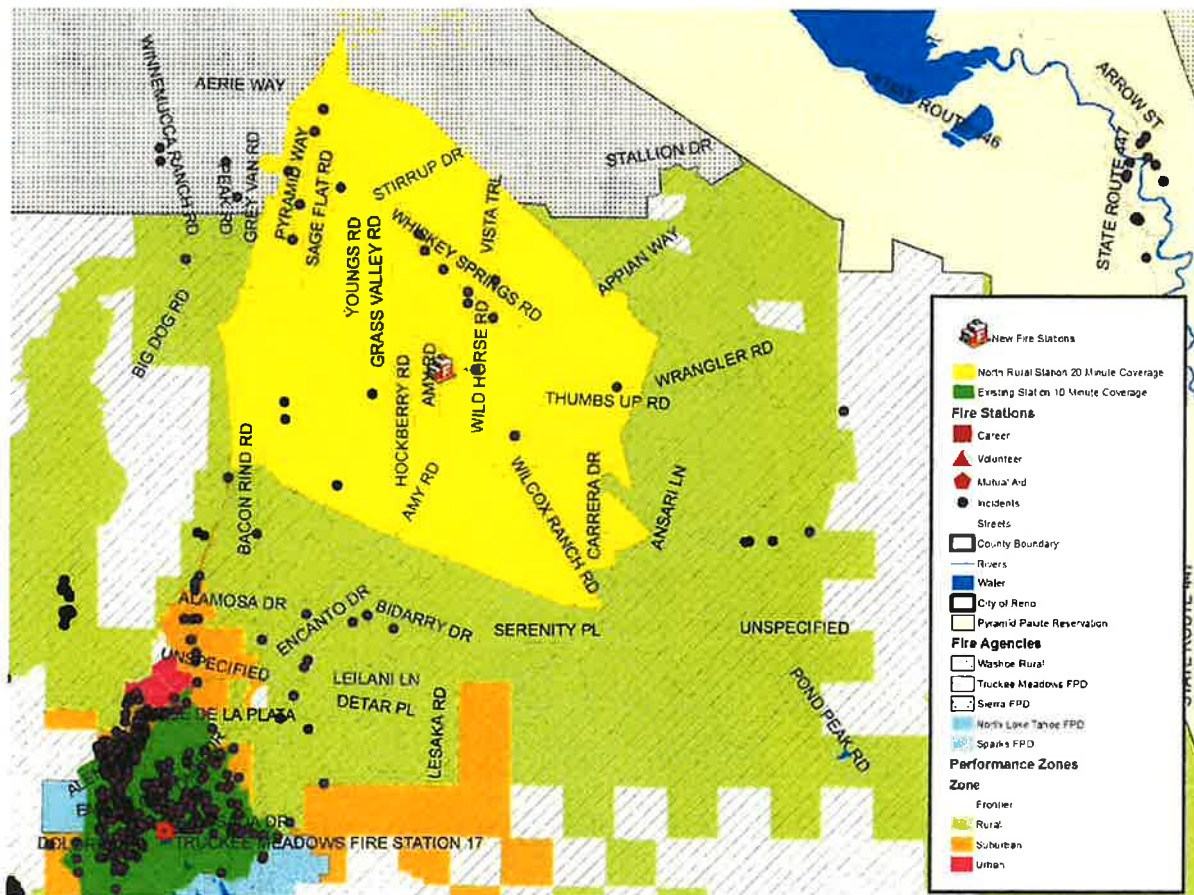 WINNEMUCCA RANCH RD
AERIE WAY
PEAK RD
GREY VAN RD
PYRAMID WAY
SAGE FLAT RD
STIRRUP DR
STALLION DR
VISTA TRL
WHISKEY SPRINGS RD
YOUNGS RD
GRASS VALLEY RD
APPIAN WAY
BIG DOG RD
ARROW ST
STATE ROUTE 447
HOCKBERRY RD
AMY RD
WILD HORSE RD
WRANGLER RD
THUMBS UP RD
BACON RIND RD
AMY RD
WILCOX RANCH RD
CARRERA DR
ANSARI LN
ALAMOSA DR
ENCANTO DR
BIDARRY DR
SERENITY PL
UNSPECIFIED
UNSPECIFIED
LEILANI LN
DETAR PL
LESAKA RD
POND PEAK RD
DE LA PLATA
TRUCKEE MEADOWS FIRE STATION 17
New Fire Stations
North Rural Station 20 Minute Coverage
Existing Station 10 Minute Coverage
Fire Stations
Career
Volunteer
Mutual Aid
Incidents
Streets
County Boundary
Rivers
Water
City of Reno
Pyramid Paiute Reservation
Fire Agencies
Washoe Rural
Truckee Meadows FPD
Sierra FPD
North Lake Tahoe FPD
Sparks FPD
Performance Zones
Zone
Frontier
Rural
Suburban
Urban